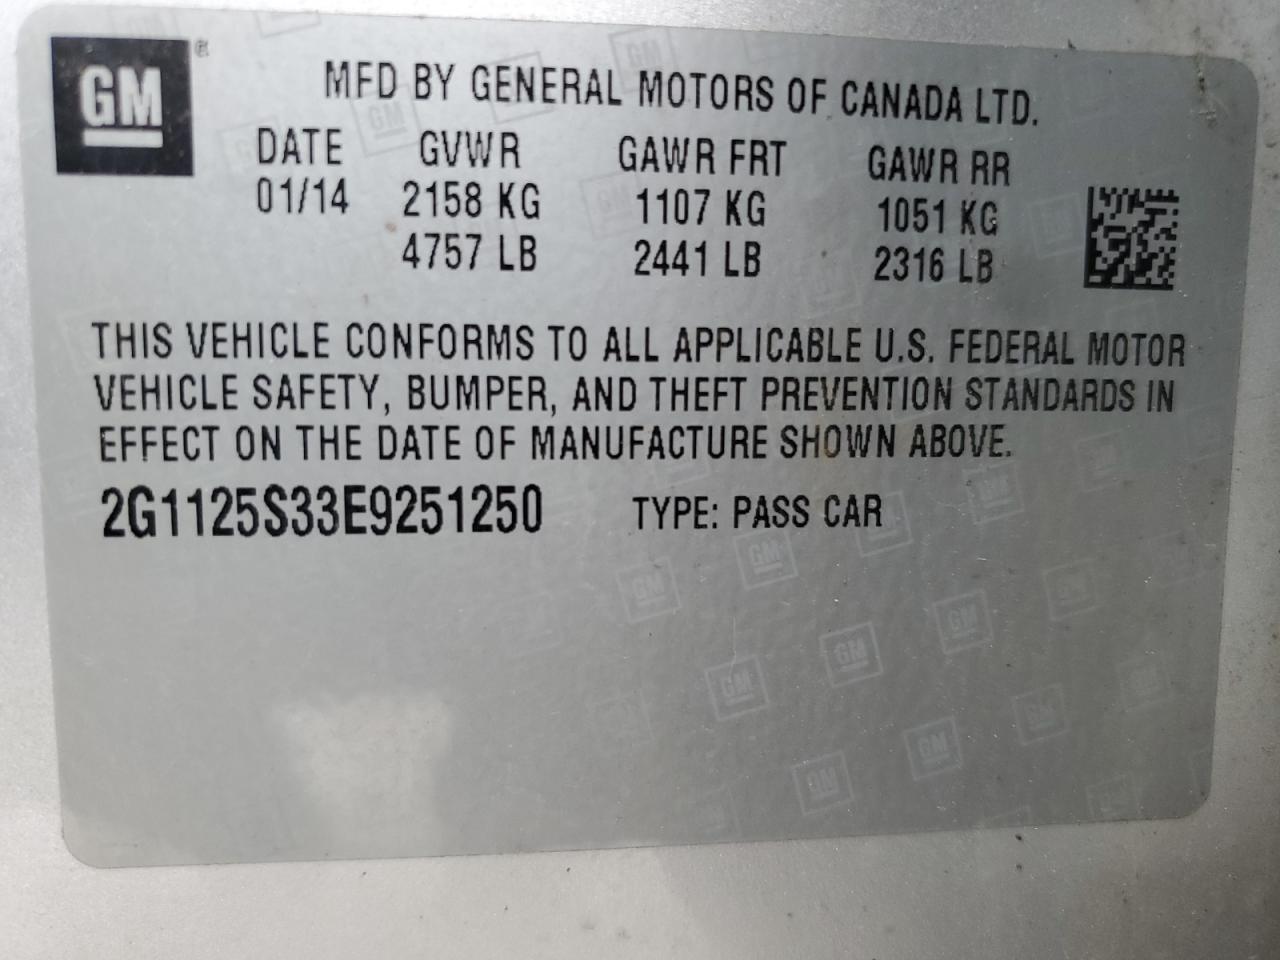 GM®
MFD BY GENERAL MOTORS OF CANADA LTD.
DATE GVWR GAWR FRT GAWR RR
01/14 2158 KG 1107 KG 1051 KG
4757 LB 2441 LB 2316 LB
THIS VEHICLE CONFORMS TO ALL APPLICABLE U.S. FEDERAL MOTOR
VEHICLE SAFETY, BUMPER, AND THEFT PREVENTION STANDARDS IN
EFFECT ON THE DATE OF MANUFACTURE SHOWN ABOVE.
2G1125S33E9251250 TYPE: PASS CAR